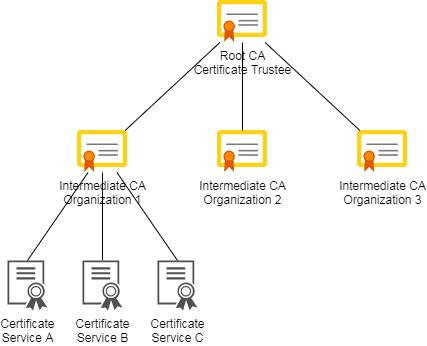 Root CA
Certificate Trustee
Intermediate CA
Organization 1
Intermediate CA
Organization 2
Intermediate CA
Organization 3
Certificate
Service A
Certificate
Service B
Certificate
Service C